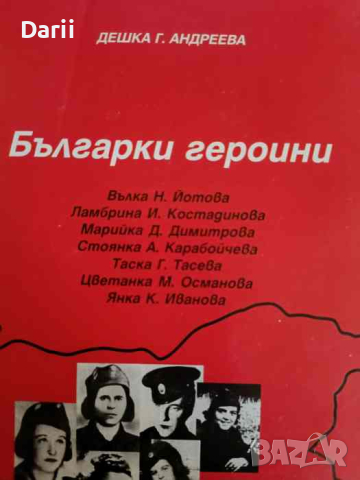 Darii
ДЕШКА Г. АНДРЕЕВА
Българки героини
Вълка Н. Йотова
Ламбрина И. Костадинова
Марийка Д. Димитрова
Стоянка А. Карабойчева
Таска Г. Тасева
Цветанка М. Османова
Янка К. Иванова
BAZAR